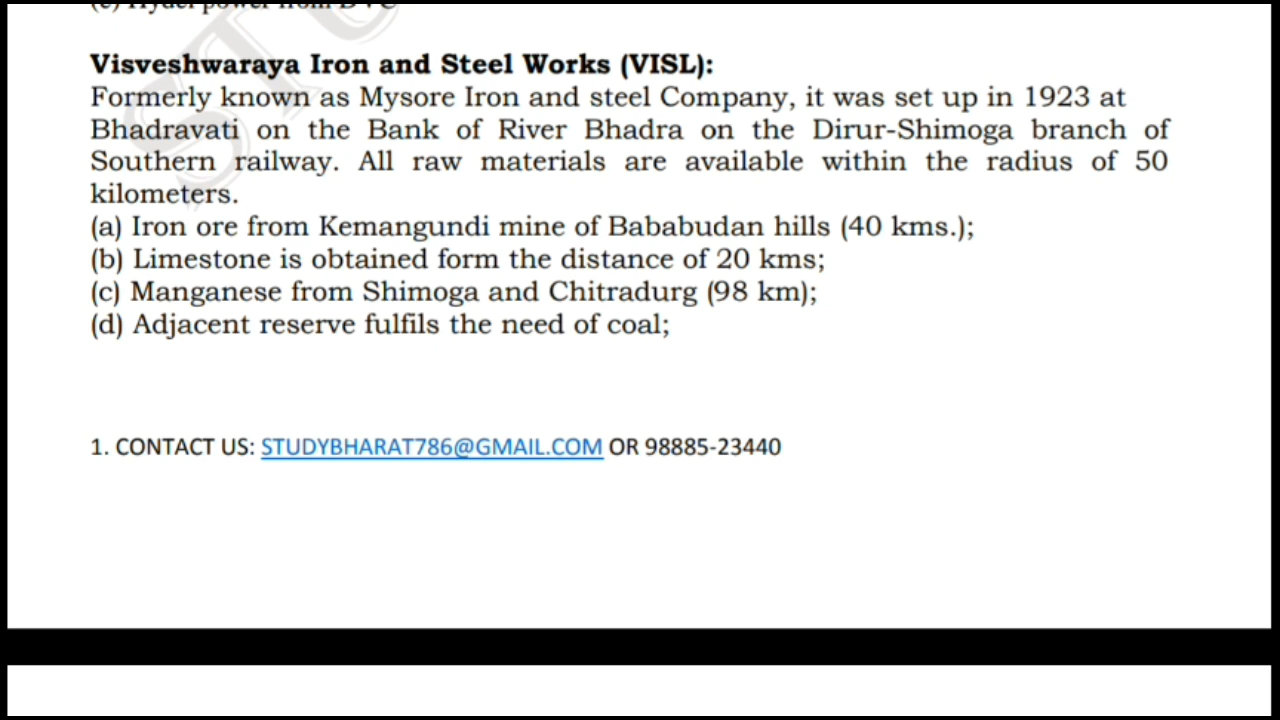 Visveshwaraya Iron and Steel Works (VISL):
Formerly known as Mysore Iron and steel Company, it was set up in 1923 at
Bhadravati on the Bank of River Bhadra on the Dirur-Shimoga branch of
Southern railway. All raw materials are available within the radius of 50
kilometers.
(a) Iron ore from Kemangundi mine of Bababudan hills (40 kms.);
(b) Limestone is obtained form the distance of 20 kms;
(c) Manganese from Shimoga and Chitradurg (98 km);
(d) Adjacent reserve fulfils the need of coal;
1. CONTACT US: STUDYBHARAT786@GMAIL.COM OR 98885-23440